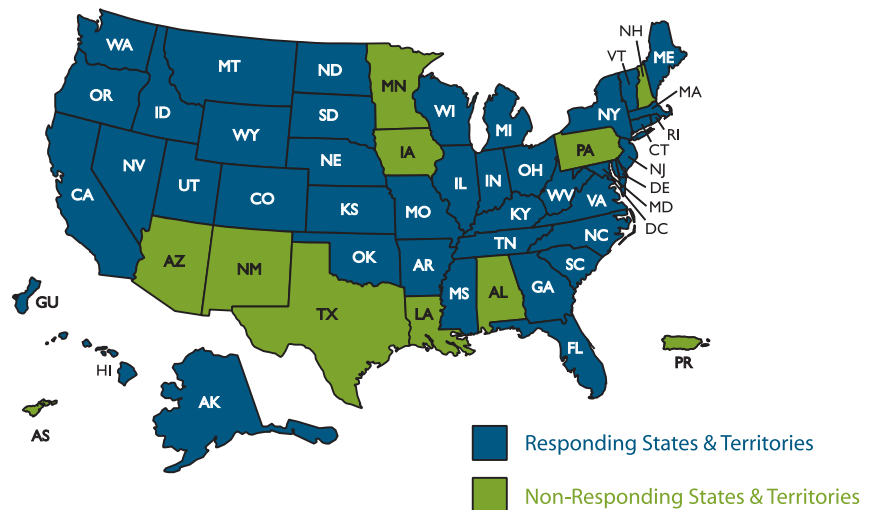 NH
VT
ME
WA
MT
ND
MN
OR
ID
SD
WI
MI
NY
MA
RI
CT
WY
IA
PA
NJ
NE
NV
UT
CO
IL
IN
OH
WV
VA
DE
MD
DC
CA
KS
MO
KY
NC
TN
AZ
NM
OK
AR
SC
MS
AL
GA
TX
LA
GU
FL
HI
PR
AK
AS
Responding States & Territories
Non-Responding States & Territories